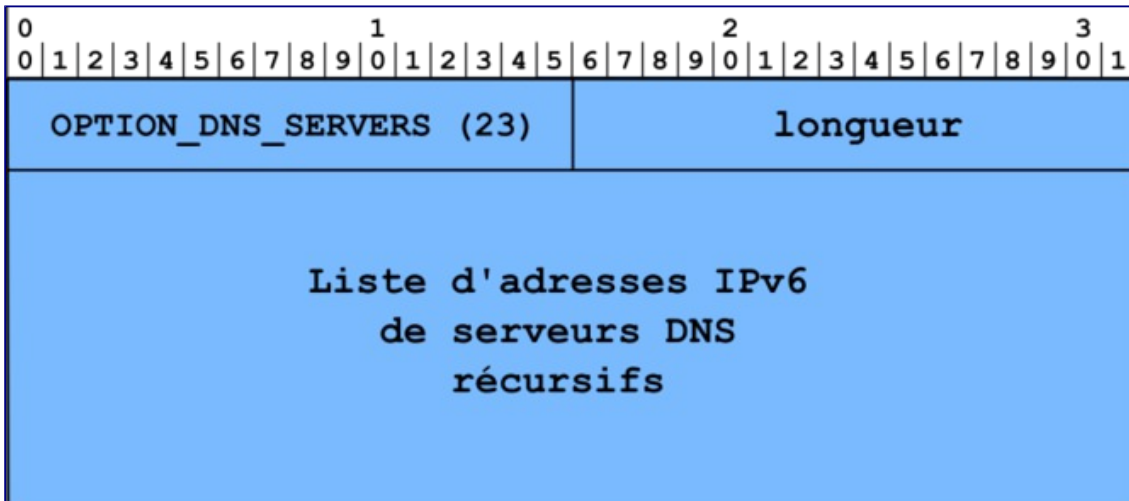 0 1 2 3
0|1|2|3|4|5|6|7|8|9|0|1|2|3|4|5|6|7|8|9|0|1|2|3|4|5|6|7|8|9|0|1
OPTION_DNS_SERVERS (23) longueur
Liste d'adresses IPv6
de serveurs DNS
récursifs